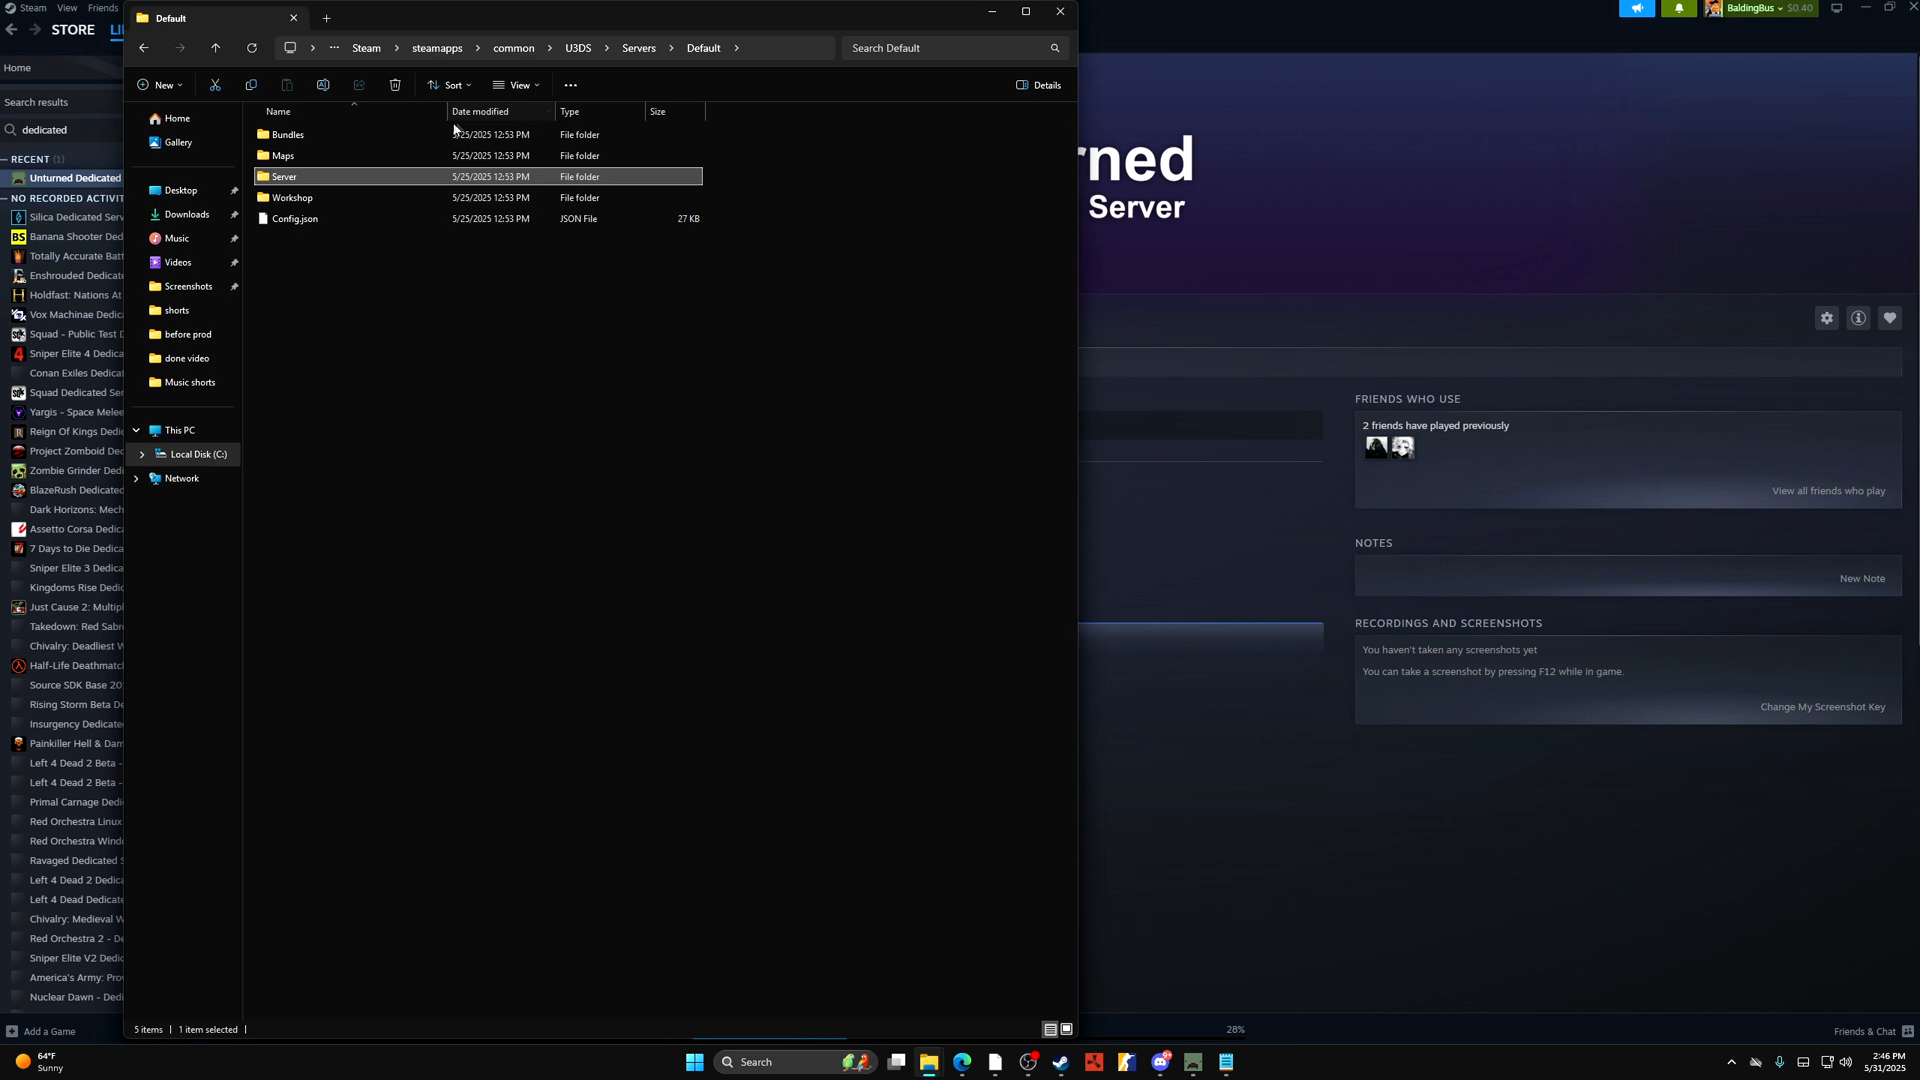 Steam View Friends
STORE
Home
Search results
dedicated
RECENT (1)
Unturned Dedicated
NO RECORDED ACTIVIT
Silica Dedicated Serv
Banana Shooter Ded
Totally Accurate Batt
Enshrouded Dedicate
Holdfast: Nations At
Vox Machinae Dedica
Squad - Public Test D
Sniper Elite 4 Dedica
Conan Exiles Dedicat
Squad Dedicated Ser
Yargis - Space Melee
Reign Of Kings Dedic
Project Zomboid Dec
Zombie Grinder Dedi
BlazeRush Dedicated
Dark Horizons: Mech
Assetto Corsa Dedica
7 Days to Die Dedica
Sniper Elite 3 Dedica
Kingdoms Rise Dedic
Just Cause 2: Multipl
Takedown: Red Sabr
Chivalry: Deadliest W
Half-Life Deathmatch
Source SDK Base 20
Rising Storm Beta De
Insurgency Dedicate
Painkiller Hell & Dam
Left 4 Dead 2 Beta -
Left 4 Dead 2 Beta -
Primal Carnage Dedi
Red Orchestra Linux
Red Orchestra Windo
Ravaged Dedicated S
Left 4 Dead 2 Dedica
Left 4 Dead Dedicate
Chivalry: Medieval W
Red Orchestra 2 - De
Sniper Elite V2 Dedic
America's Army: Prov
Nuclear Dawn - Dedi
Add a Game
Default
Steam > steamapps > common > U3DS > Servers > Default >
Search Default
New Sort View Details
Home
Gallery
Desktop
Downloads
Music
Videos
Screenshots
shorts
before prod
done video
Music shorts
This PC
Local Disk (C:)
Network
Name Date modified Type Size
Bundles 5/25/2025 12:53 PM File folder
Maps 5/25/2025 12:53 PM File folder
Server 5/25/2025 12:53 PM File folder
Workshop 5/25/2025 12:53 PM File folder
Config.json 5/25/2025 12:53 PM JSON File 27 KB
5 items 1 item selected
BaldingBus $0.40
rned
Server
FRIENDS WHO USE
2 friends have played previously
View all friends who play
NOTES
New Note
RECORDINGS AND SCREENSHOTS
You haven't taken any screenshots yet
You can take a screenshot by pressing F12 while in game.
Change My Screenshot Key
28%
Friends & Chat
64°F
Sunny
Search
2:46 PM
5/31/2025